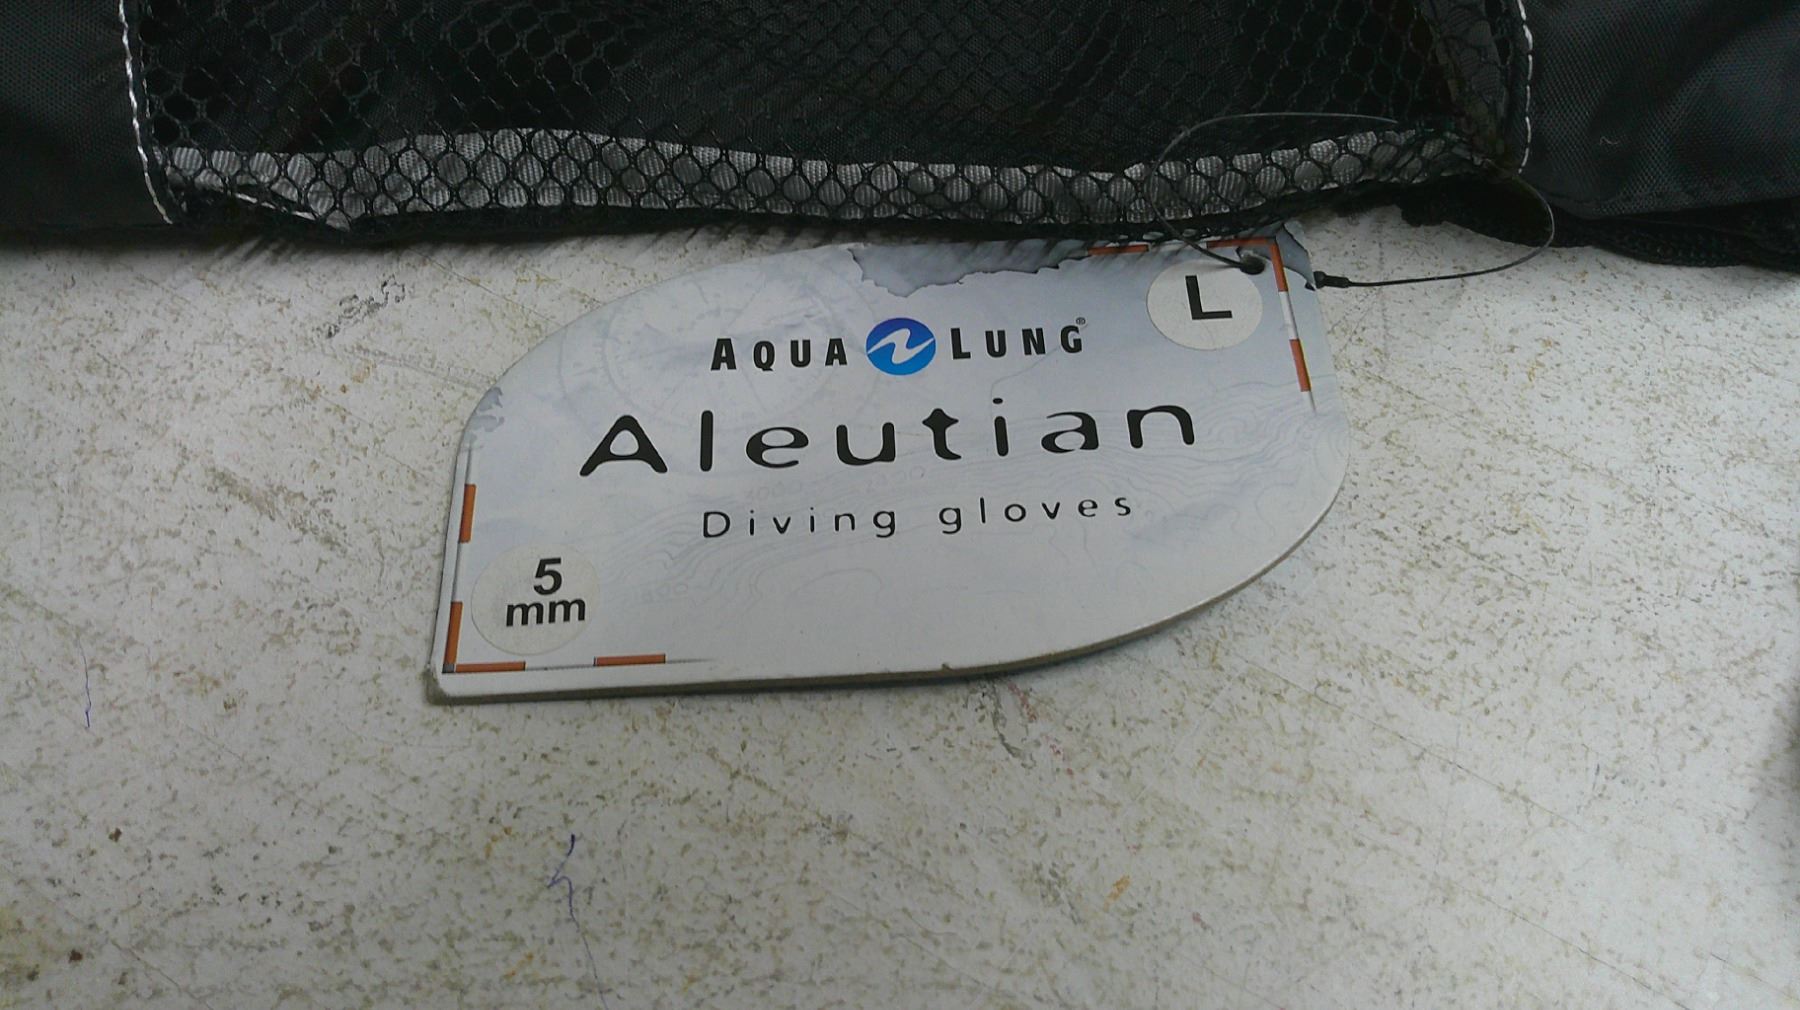 L
AQUA LUNG®
Aleutian
Diving gloves
5
mm